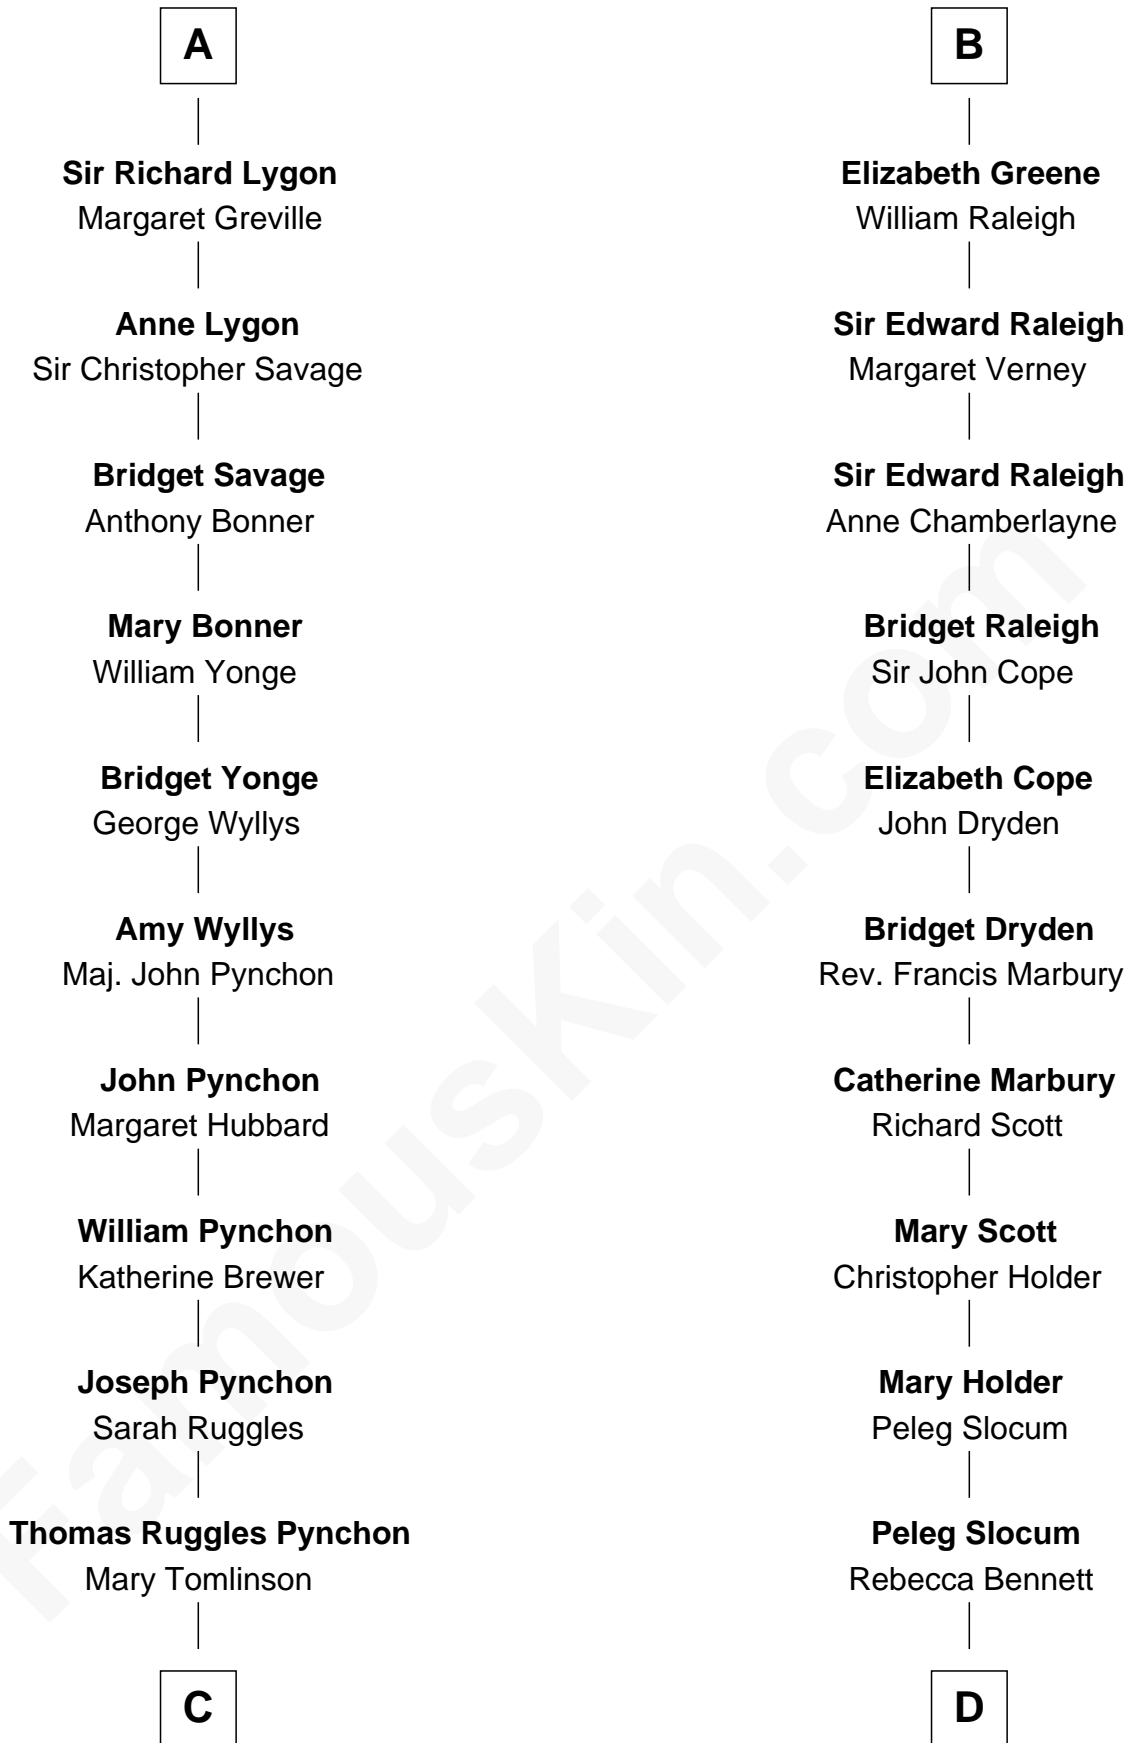 A
Sir Richard Lygon
Margaret Greville
Anne Lygon
Sir Christopher Savage
Bridget Savage
Anthony Bonner
Mary Bonner
William Yonge
Bridget Yonge
George Wyllys
Amy Wyllys
Maj. John Pynchon
John Pynchon
Margaret Hubbard
William Pynchon
Katherine Brewer
Joseph Pynchon
Sarah Ruggles
Thomas Ruggles Pynchon
Mary Tomlinson
C
B
Elizabeth Greene
William Raleigh
Sir Edward Raleigh
Margaret Verney
Sir Edward Raleigh
Anne Chamberlayne
Bridget Raleigh
Sir John Cope
Elizabeth Cope
John Dryden
Bridget Dryden
Rev. Francis Marbury
Catherine Marbury
Richard Scott
Mary Scott
Christopher Holder
Mary Holder
Peleg Slocum
Peleg Slocum
Rebecca Bennett
D
FamousKin.com